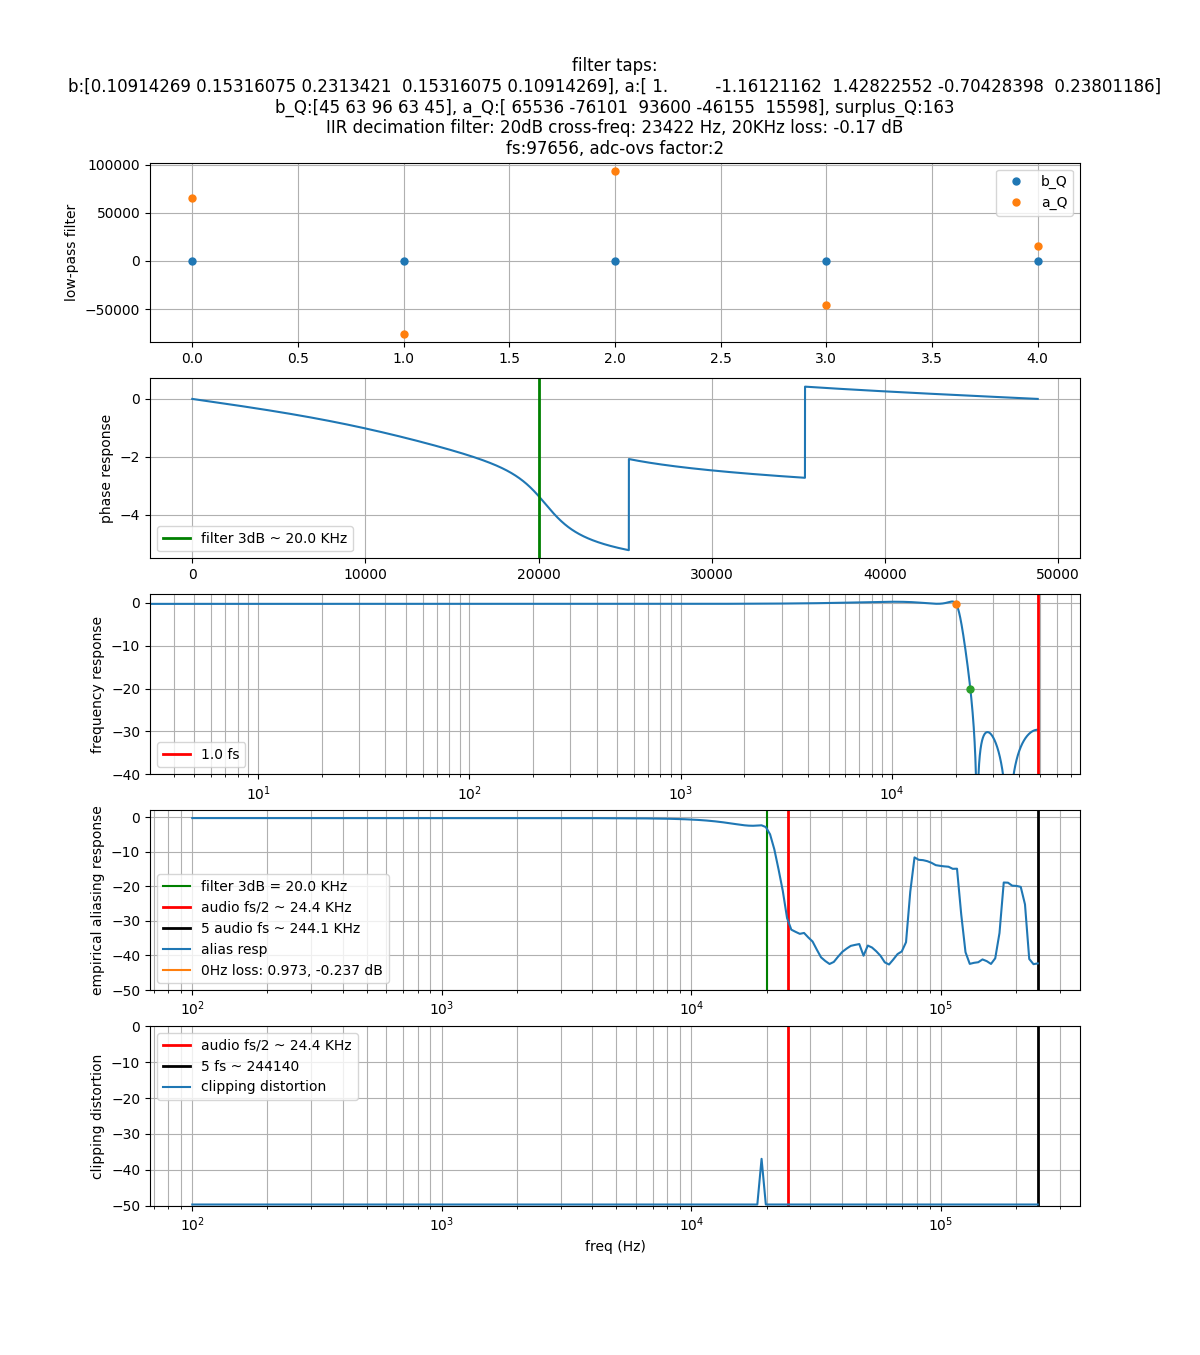 filter taps:
b:[0.10914269 0.15316075 0.2313421  0.15316075 0.10914269], a:[ 1.         -1.16121162  1.42822552 -0.70428398  0.23801186]
b_Q:[45 63 96 63 45], a_Q:[ 65536 -76101  93600 -46155  15598], surplus_Q:163
IIR decimation filter: 20dB cross-freq: 23422 Hz, 20KHz loss: -0.17 dB
fs:97656, adc-ovs factor:2
low-pass filter
100000
50000
0
−50000
b_Q
a_Q
0.0 0.5 1.0 1.5 2.0 2.5 3.0 3.5 4.0
phase response
0
−2
−4
filter 3dB ~ 20.0 KHz
0 10000 20000 30000 40000 50000
frequency response
0
−10
−20
−30
−40
1.0 fs
10¹ 10² 10³ 10⁴
empirical aliasing response
0
−10
−20
−30
−40
−50
filter 3dB = 20.0 KHz
audio fs/2 ~ 24.4 KHz
5 audio fs ~ 244.1 KHz
alias resp
0Hz loss: 0.973, -0.237 dB
10² 10³ 10⁴ 10⁵
clipping distortion
0
−10
−20
−30
−40
−50
audio fs/2 ~ 24.4 KHz
5 fs ~ 244140
clipping distortion
10² 10³ 10⁴ 10⁵
freq (Hz)